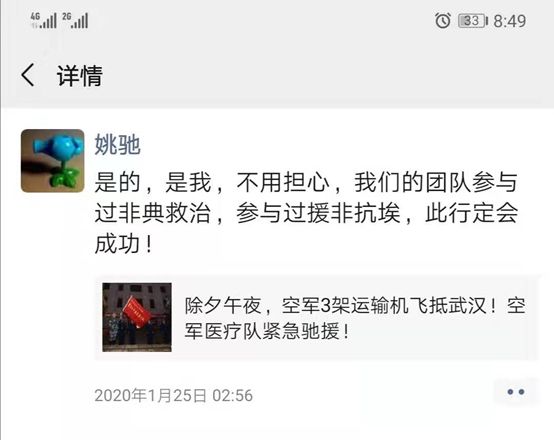 4G 2G 33 8:49
详情
姚驰
是的，是我，不用担心，我们的团队参与
过非典救治，参与过援非抗埃，此行定会
成功！
除夕午夜，空军3架运输机飞抵武汉！空
军医疗队紧急驰援！
2020年1月25日 02:56